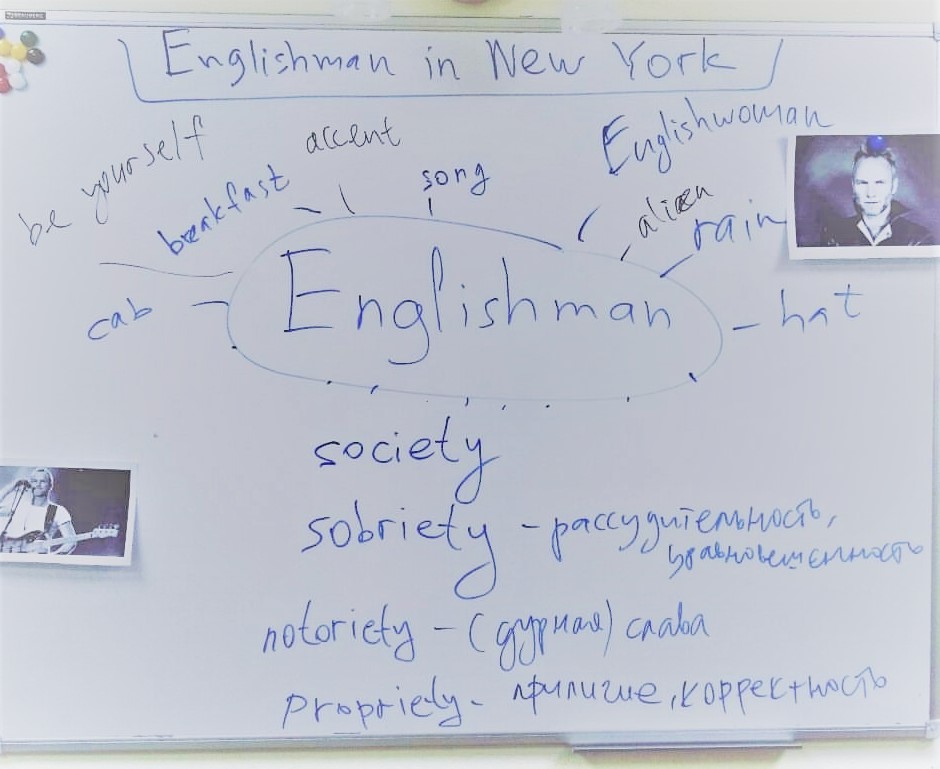 Englishman in New York
be yourself
accent
Englishwoman
breakfast
song
alien
rain
cab
Englishman
hat
society
sobriety - рассудительность,
уравновешенность
notoriety - (дурная) слава
propriety - приличие, корректность